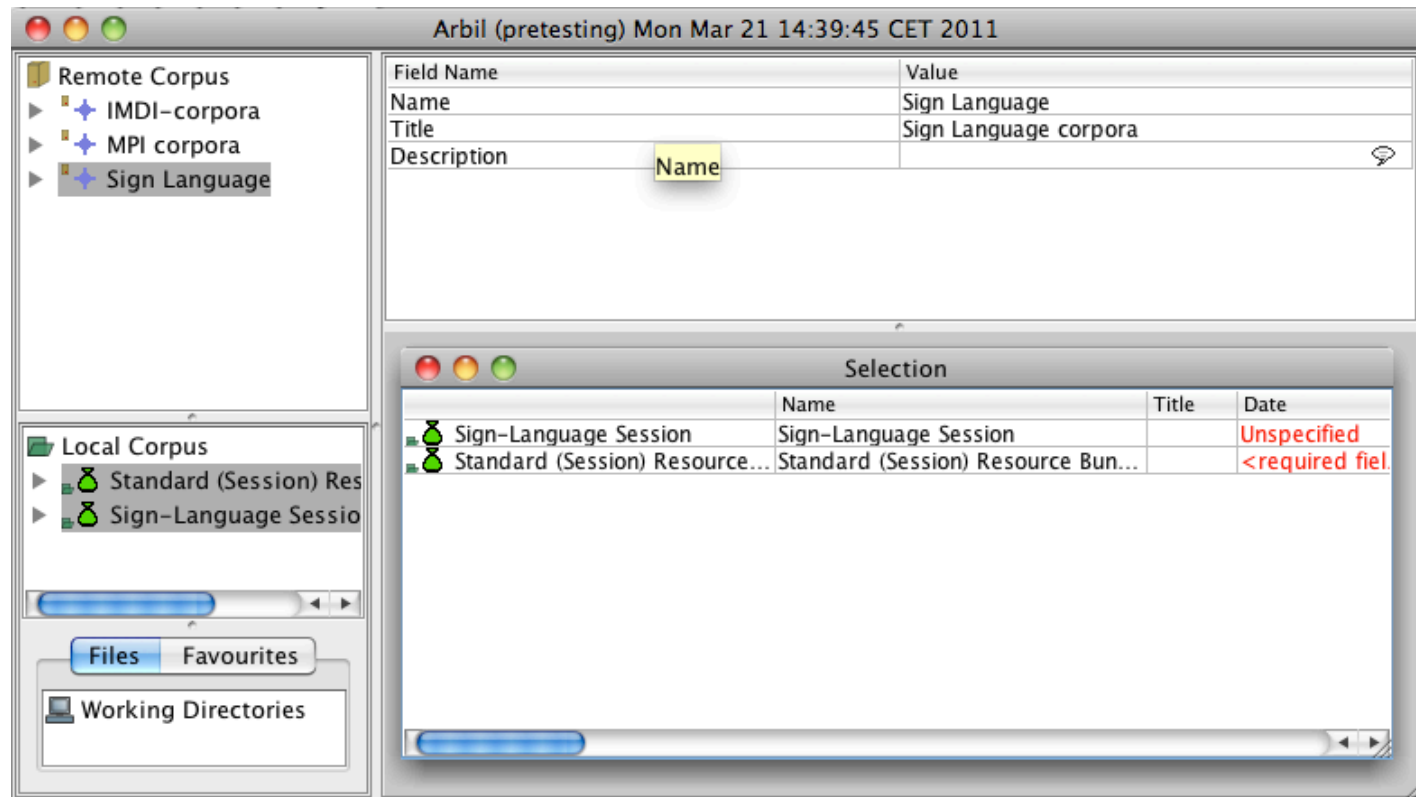 Arbil (pretesting) Mon Mar 21 14:39:45 CET 2011
Remote Corpus
IMDI-corpora
MPI corpora
Sign Language
Field Name Value
Name Sign Language
Title Sign Language corpora
Description
Name
Local Corpus
Standard (Session) Res
Sign-Language Sessio
Files Favourites
Working Directories
Selection
Name Title Date
Sign-Language Session Sign-Language Session Unspecified
Standard (Session) Resource... Standard (Session) Resource Bun... <required fiel.